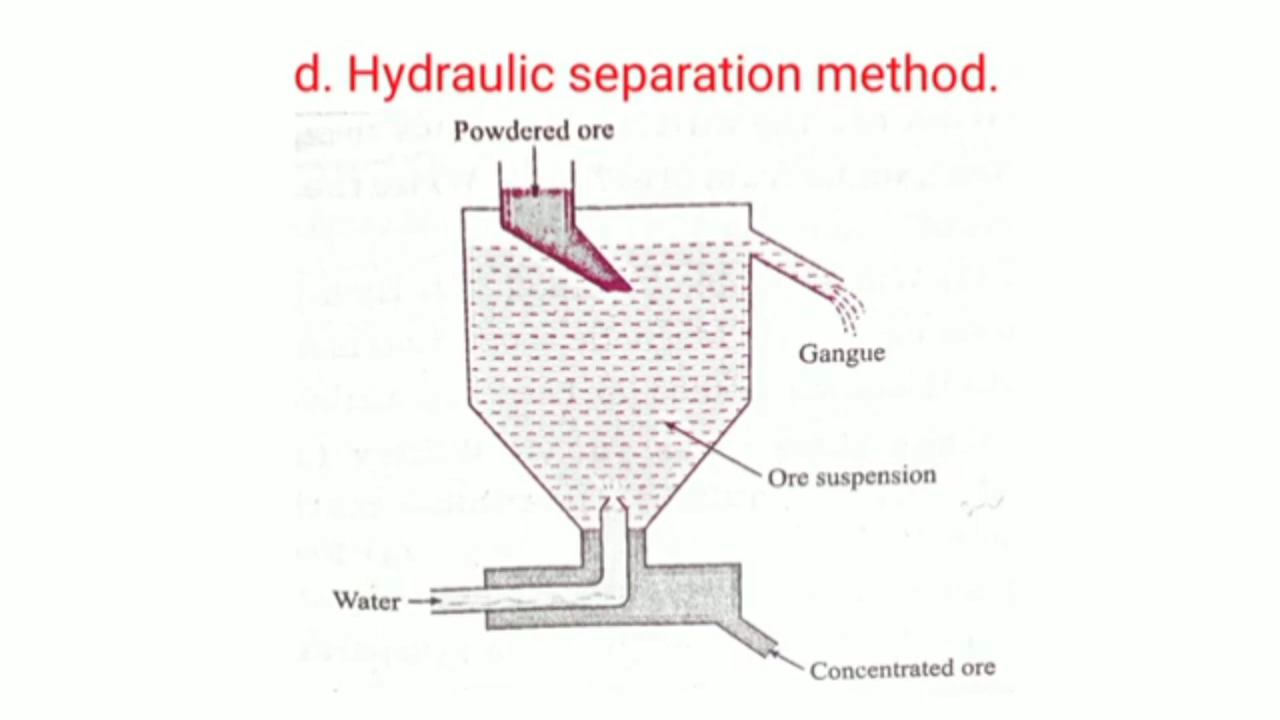 d. Hydraulic separation method.
Powdered ore
Gangue
Ore suspension
Water
Concentrated ore